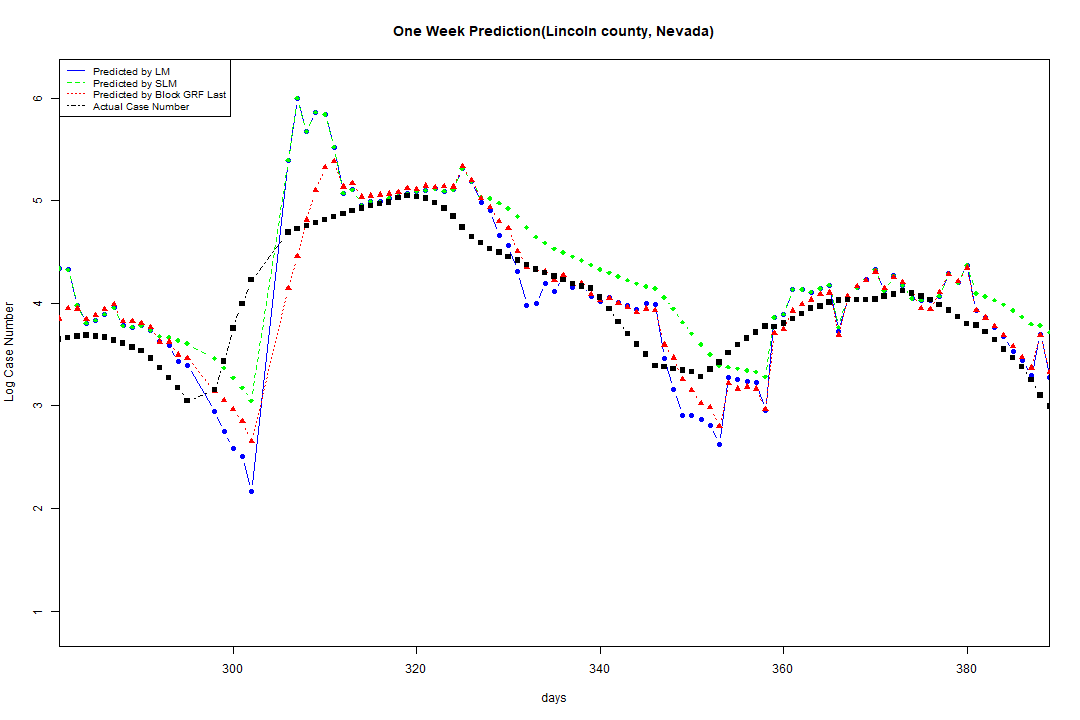 One Week Prediction(Lincoln county, Nevada)
Predicted by LM
Predicted by SLM
Predicted by Block GRF Last
Actual Case Number
Log Case Number
6
5
4
3
2
1
300 320 340 360 380
days